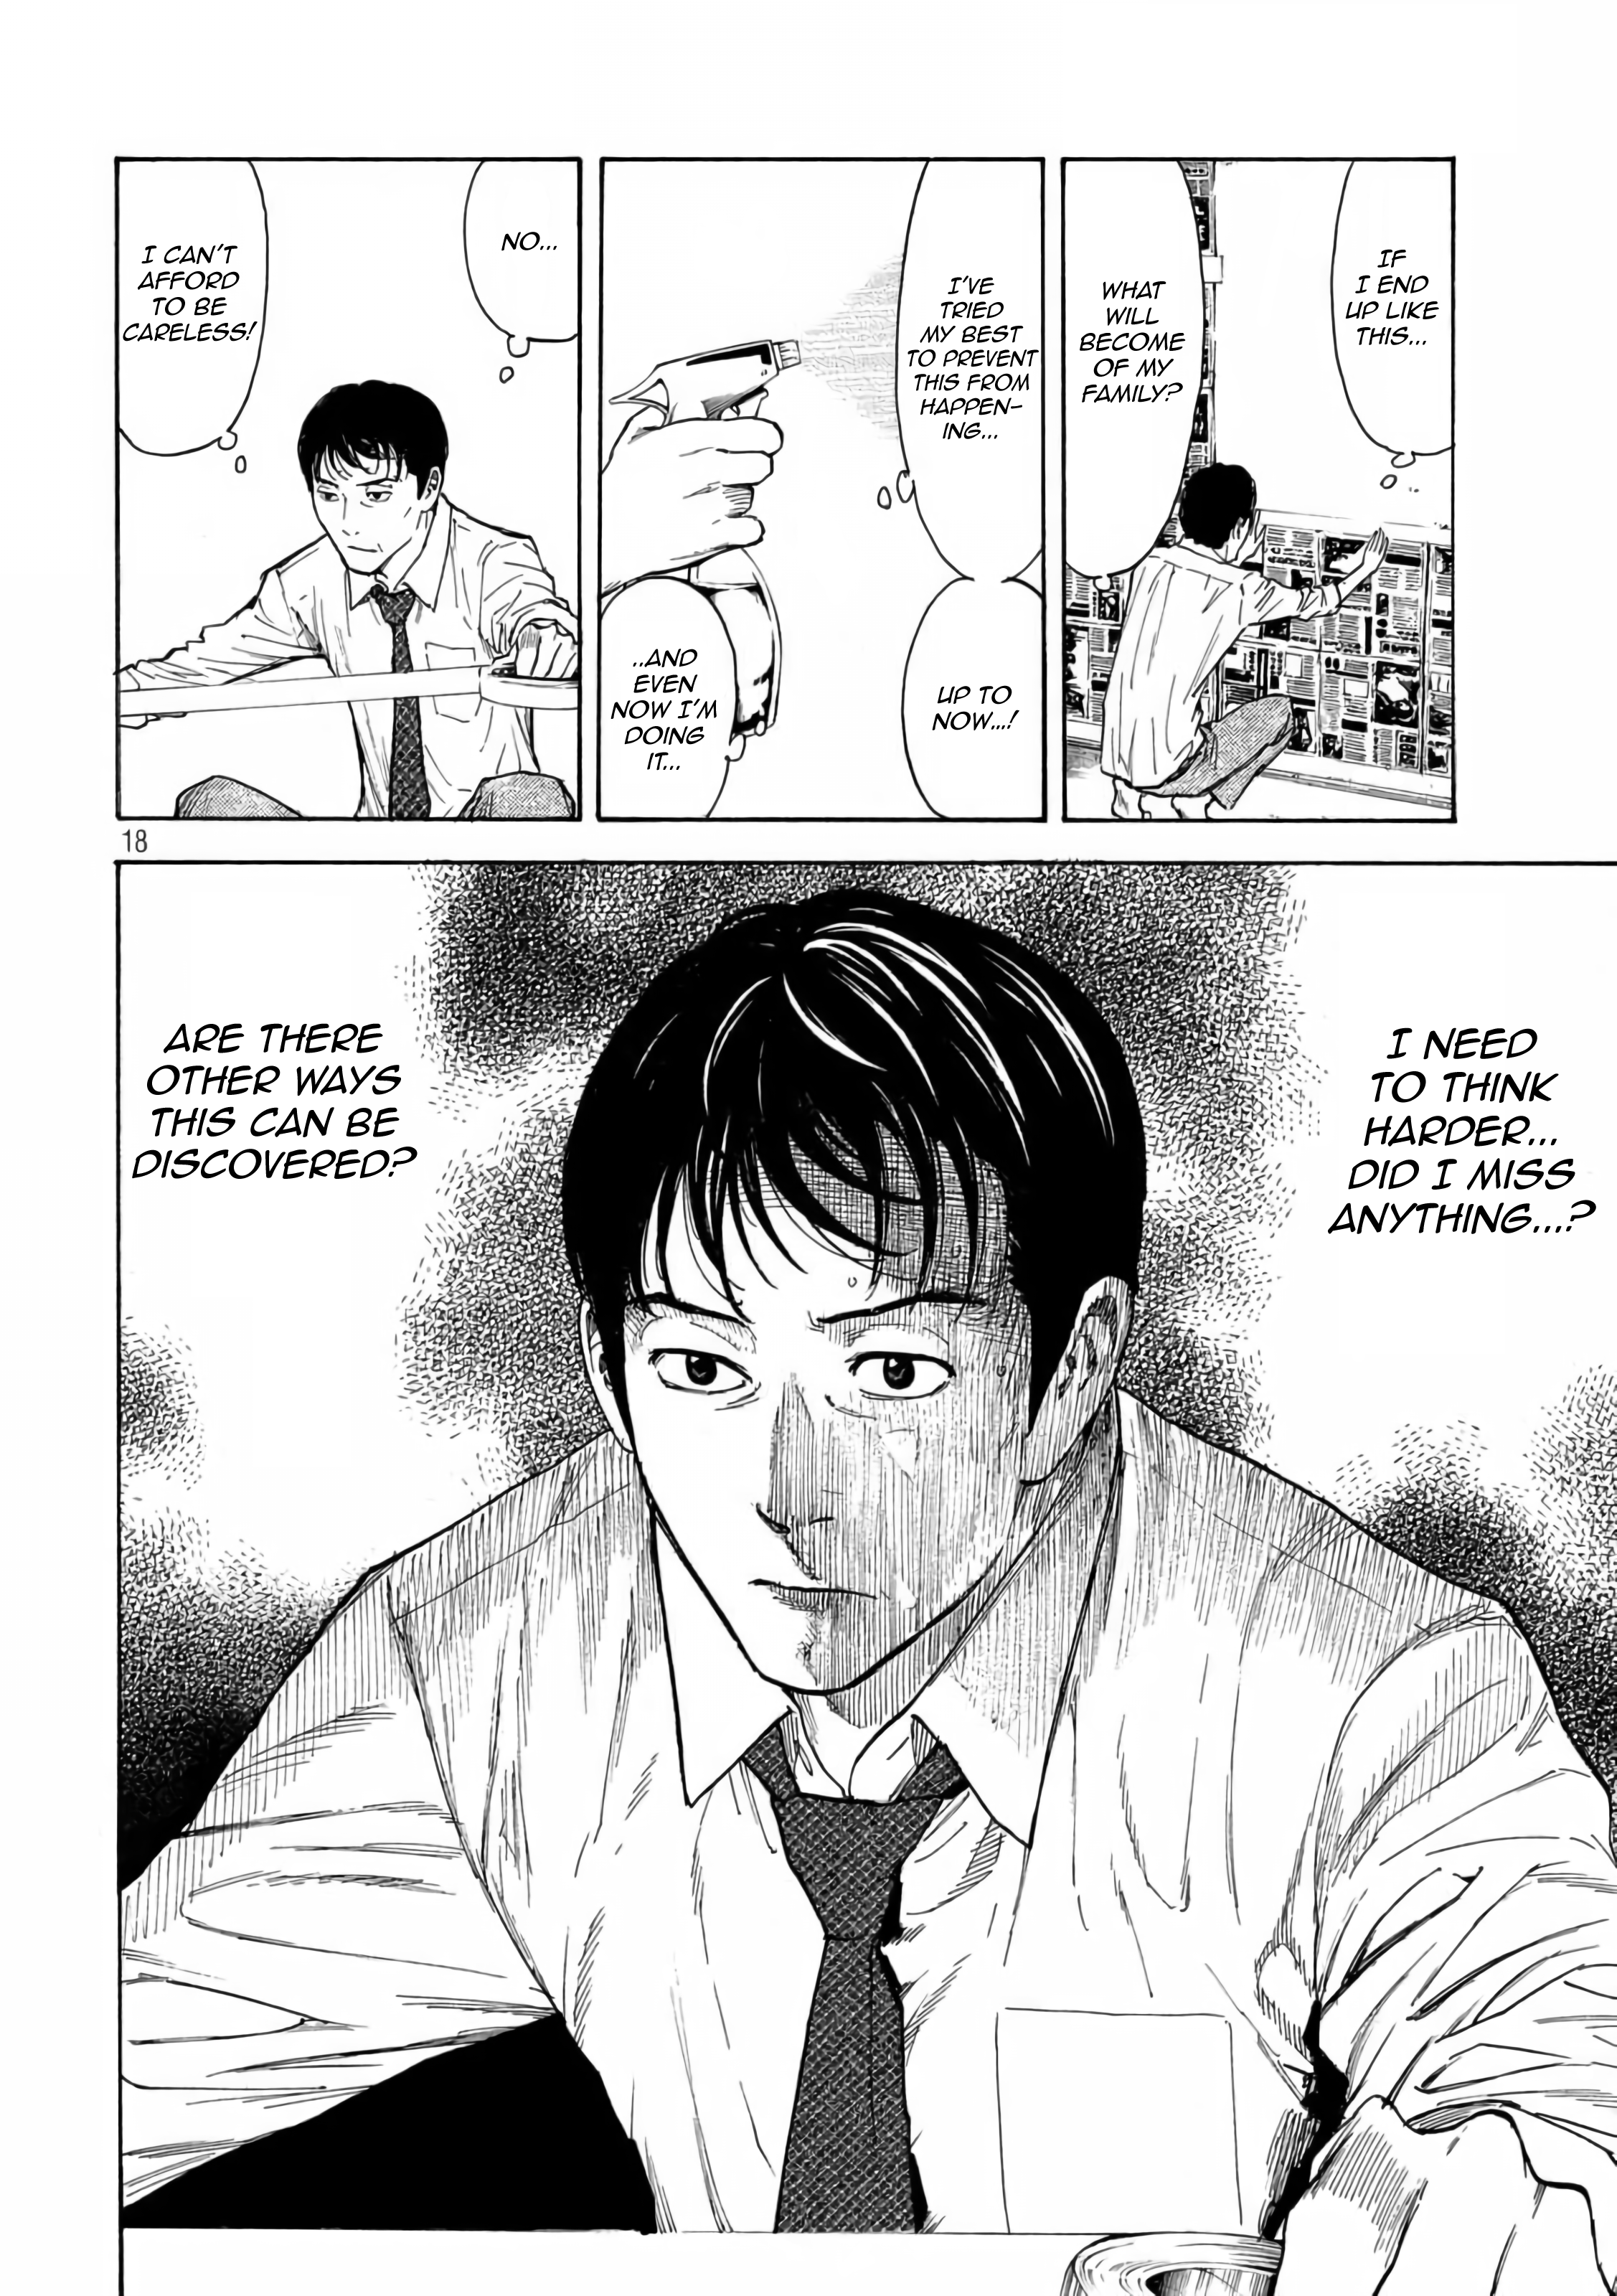 IF
I END
UP LIKE
THIS...
WHAT
WILL
BECOME
OF MY
FAMILY?
I'VE
TRIED
MY BEST
TO PREVENT
THIS FROM
HAPPEN-
ING...
UP TO
NOW...!
..AND
EVEN
NOW I'M
DOING
IT...
NO...
I CAN'T
AFFORD
TO BE
CARELESS!
18
I NEED
TO THINK
HARDER...
DID I MISS
ANYTHING...?
ARE THERE
OTHER WAYS
THIS CAN BE
DISCOVERED?